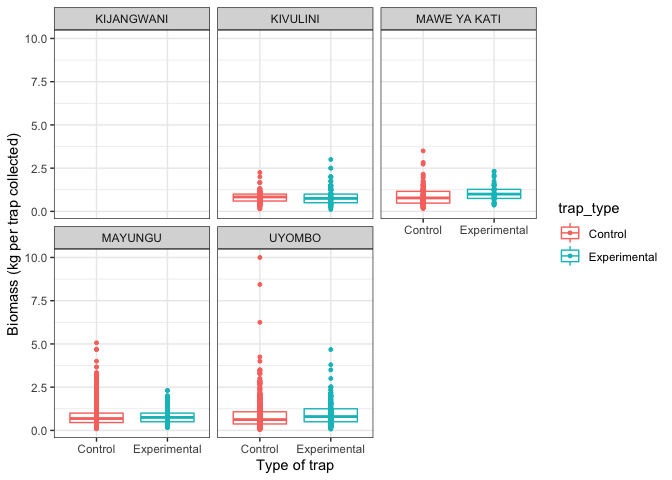 KIJANGWANI KIVULINI MAWE YA KATI
10.0
7.5
5.0
2.5
0.0
Control Experimental
MAYUNGU UYOMBO
10.0
7.5
5.0
2.5
0.0
Control Experimental Control Experimental
Type of trap
Biomass (kg per trap collected)
trap_type
Control
Experimental